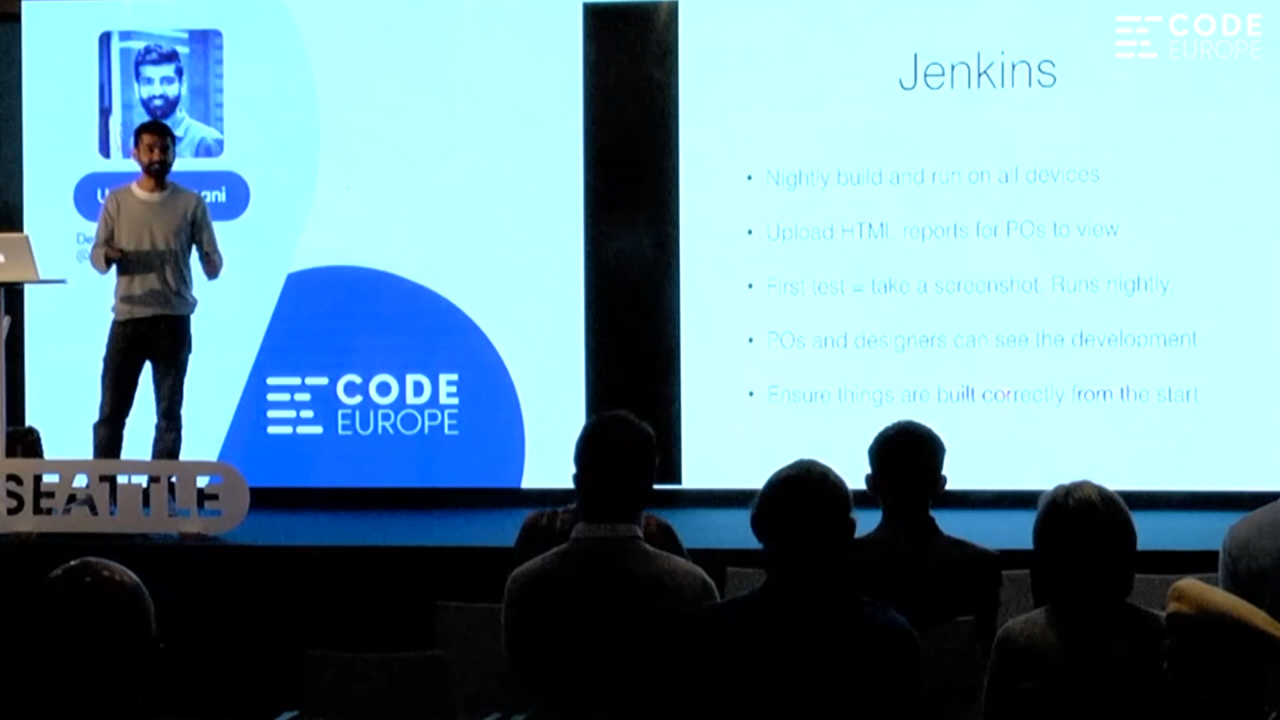 CODE
EUROPE
Jenkins
• Nightly build and run on all devices
• Upload HTML reports for POs to view
• First test = take a screenshot. Runs nightly.
• POs and designers can see the development
• Ensure things are built correctly from the start
CODE
EUROPE
SEATTLE